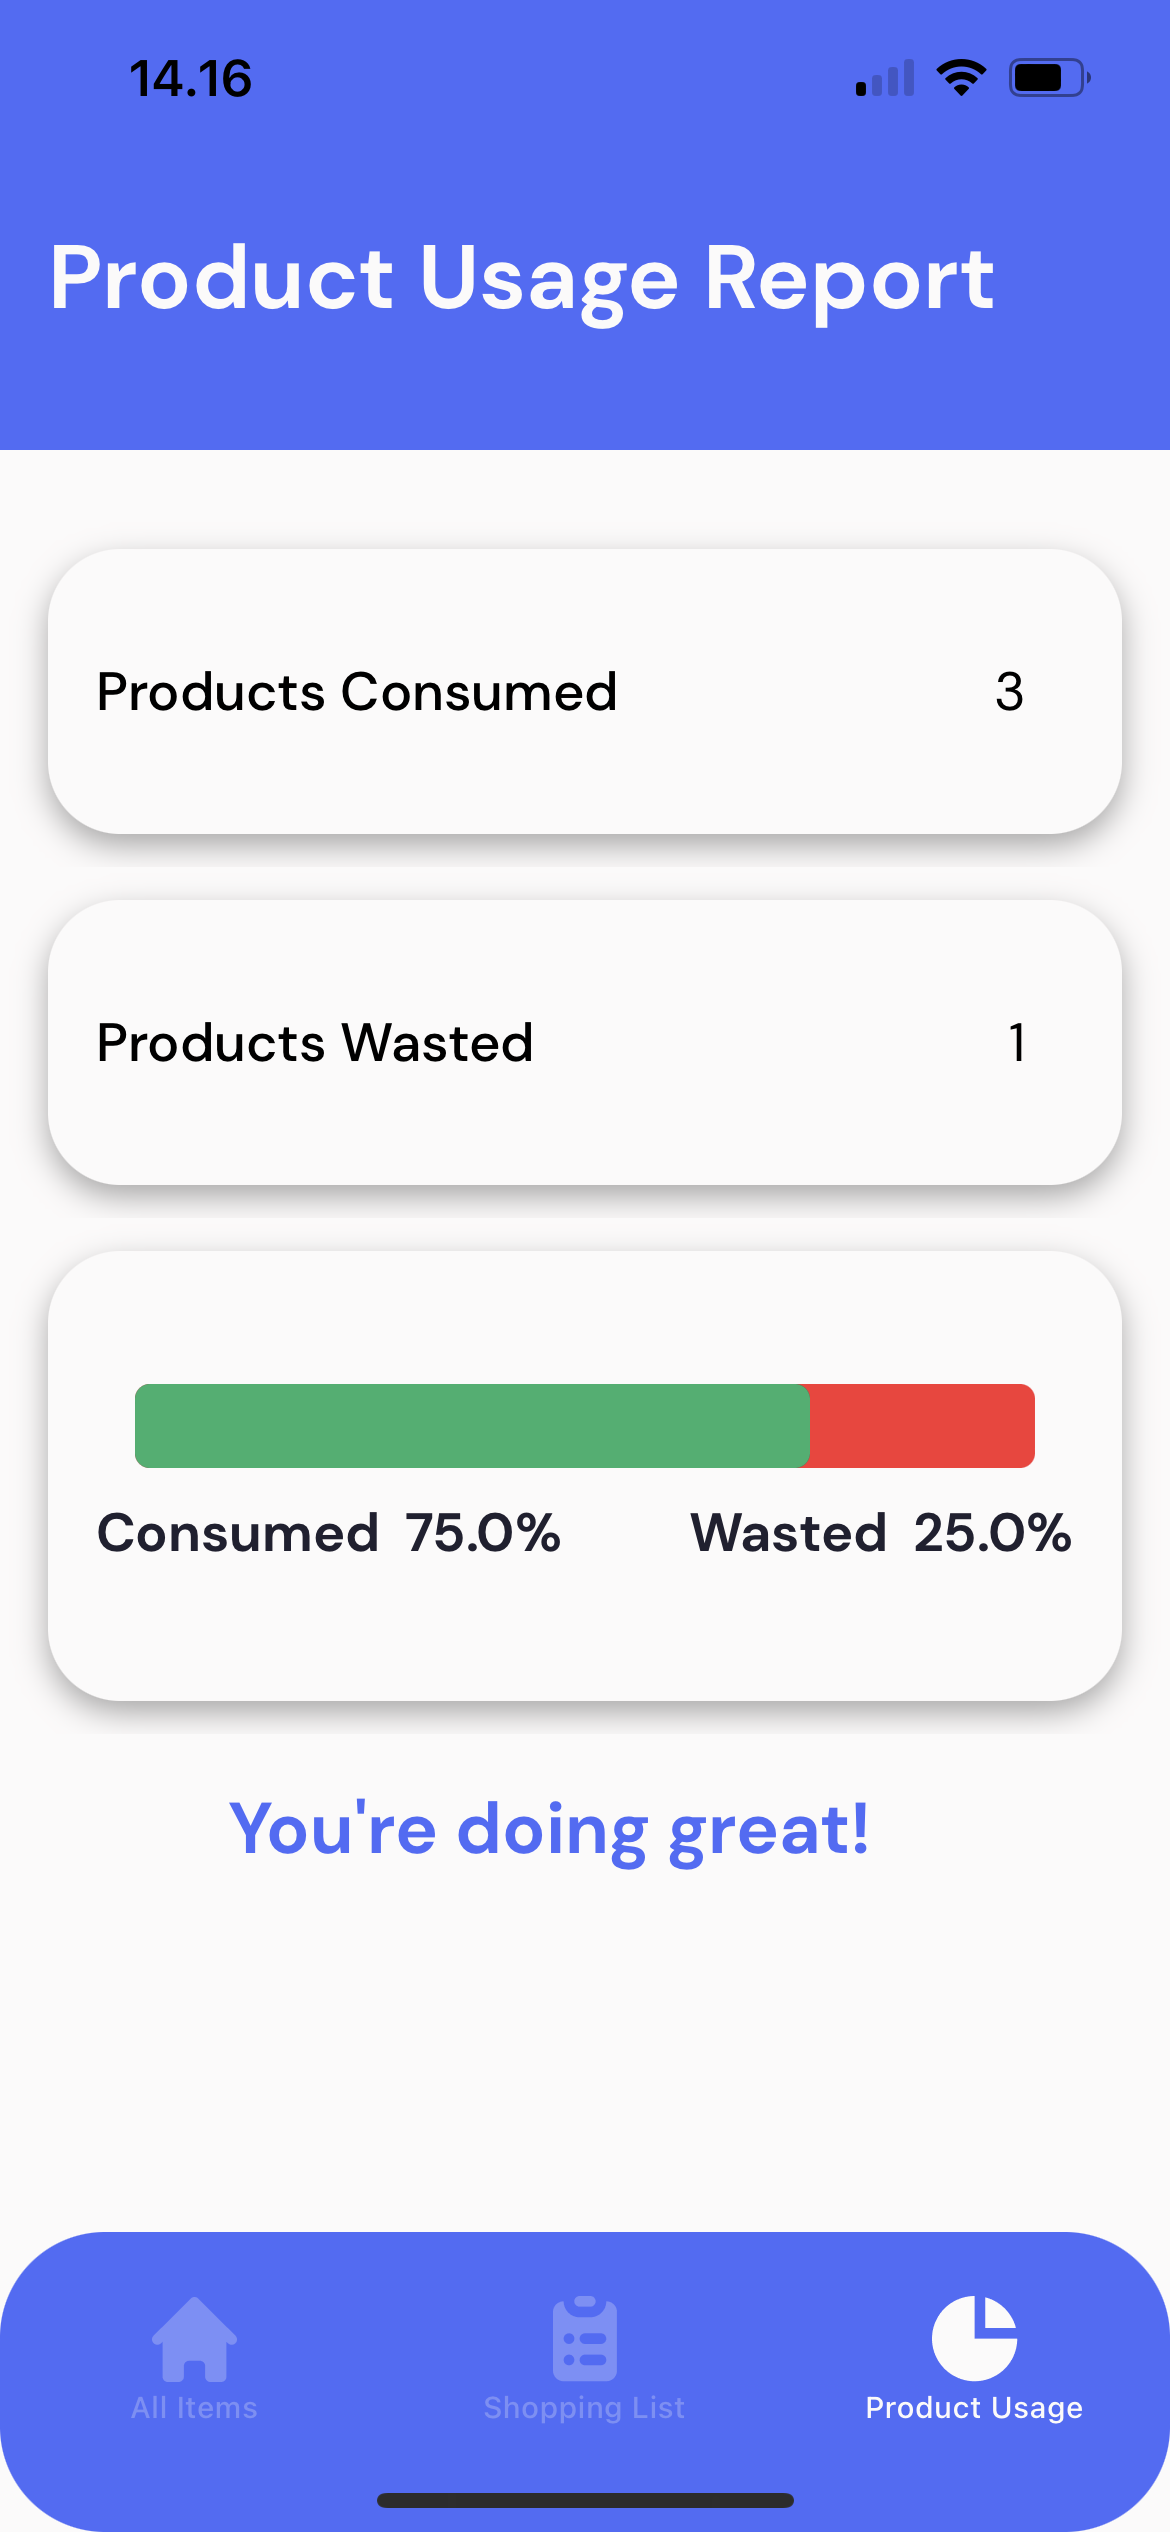 14.16
Product Usage Report
Products Consumed 3
Products Wasted 1
Consumed 75.0% Wasted 25.0%
You're doing great!
All Items Shopping List Product Usage